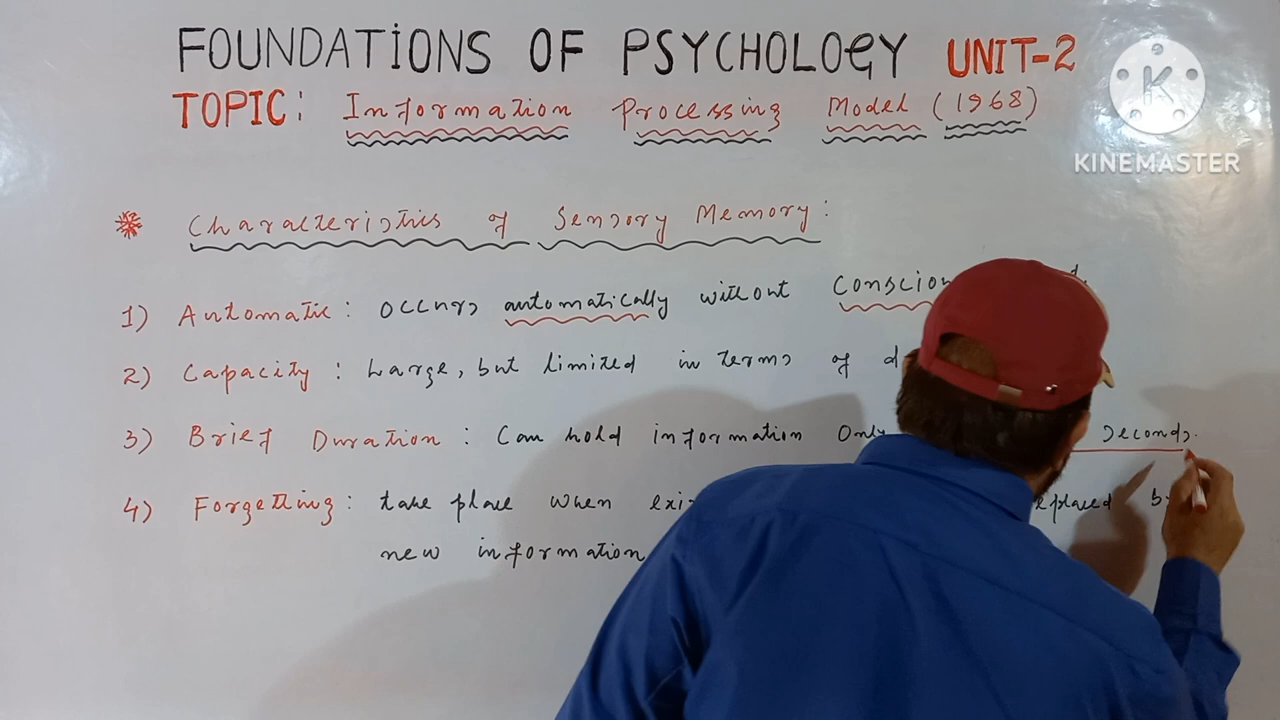 FOUNDATIONS OF PSYCHOLOGY UNIT-2
TOPIC: Information Processing Model (1968)
KINEMASTER
* Characteristics of Sensory Memory:
1) Automatic: Occurs automatically without
2) Capacity: Large, but limited in terms of
3) Brief Duration: Can hold information Only seconds.
4) Forgetting: take place when
new information